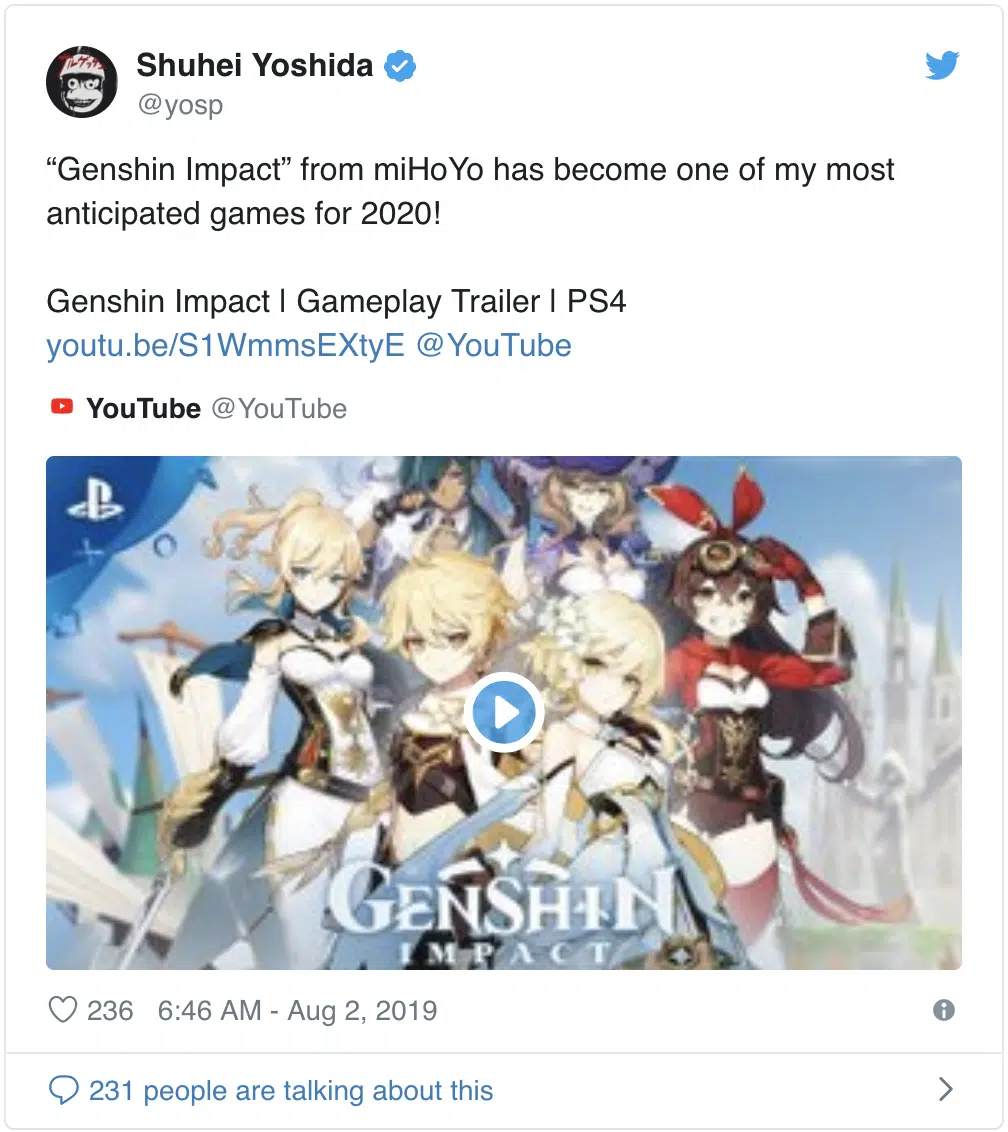 Shuhei Yoshida
@yosp
“Genshin Impact” from miHoYo has become one of my most
anticipated games for 2020!
Genshin Impact | Gameplay Trailer | PS4
youtu.be/S1WmmsEXtyE @YouTube
YouTube @YouTube
GENSHIN
IMPACT
236 6:46 AM - Aug 2, 2019
231 people are talking about this